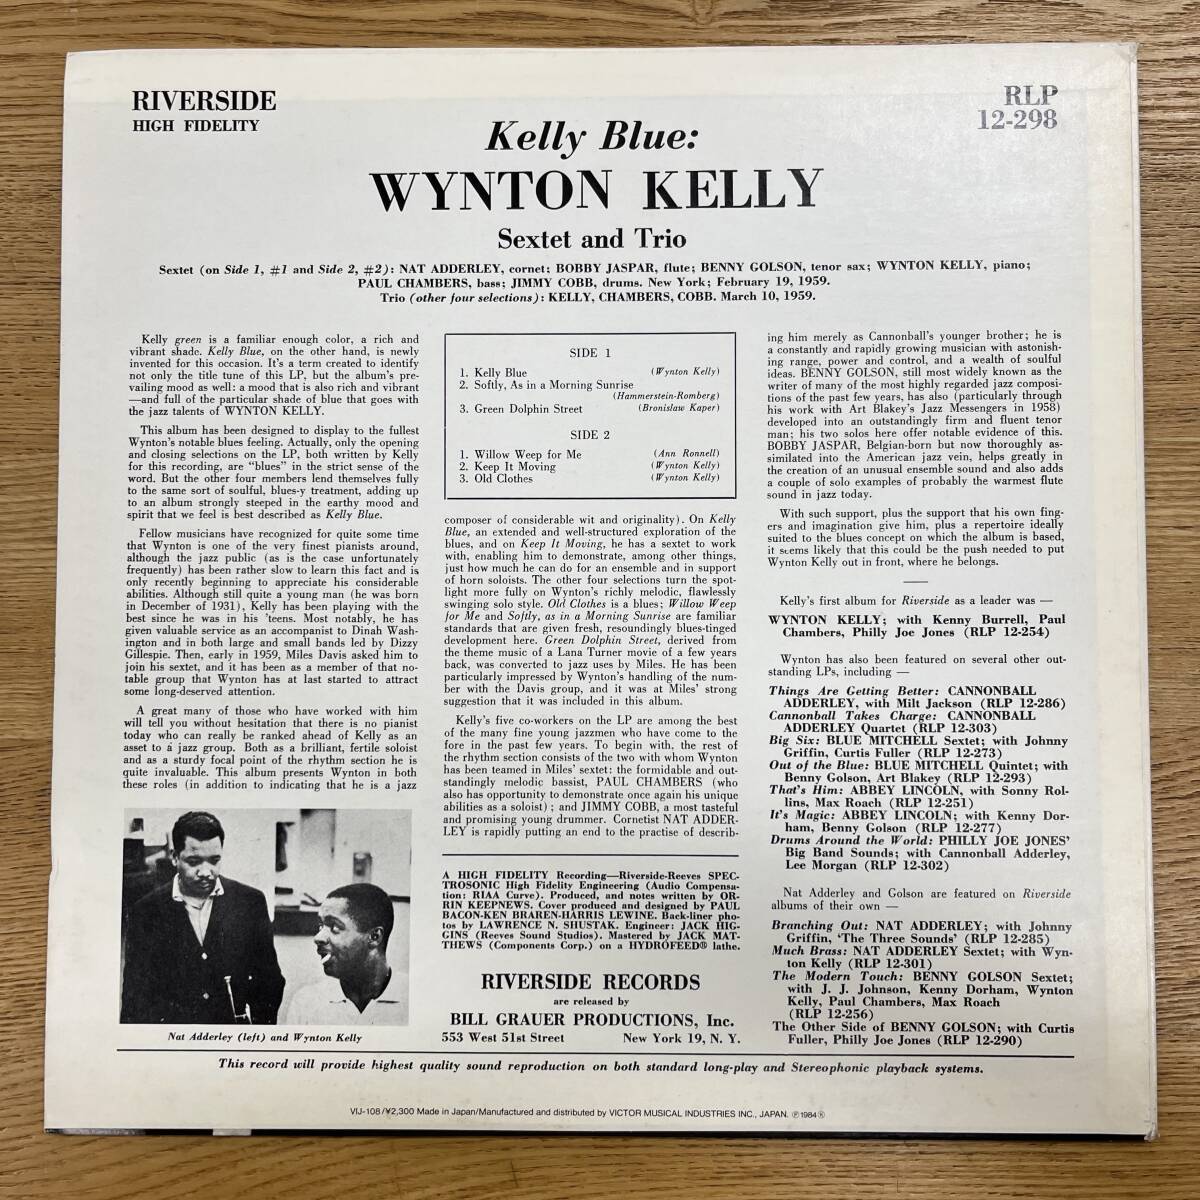 RIVERSIDE
HIGH FIDELITY
RLP
12-298
Kelly Blue:
WYNTON KELLY
Sextet and Trio
Sextet (on Side 1, #1 and Side 2, #2): NAT ADDERLEY, cornet; BOBBY JASPAR, flute; BENNY GOLSON, tenor sax; WYNTON KELLY, piano;
PAUL CHAMBERS, bass; JIMMY COBB, drums. New York; February 19, 1959.
Trio (other four selections): KELLY, CHAMBERS, COBB. March 10, 1959.
Kelly green is a familiar enough color, a rich and
vibrant shade. Kelly Blue, on the other hand, is newly
invented for this occasion. It's a term created to identify
not only the title tune of this LP, but the album's pre-
vailing mood as well: a mood that is also rich and vibrant
—and full of the particular shade of blue that goes with
the jazz talents of WYNTON KELLY.
This album has been designed to display to the fullest
Wynton's notable blues feeling. Actually, only the opening
and closing selections on the LP, both written by Kelly
for this recording, are "blues" in the strict sense of the
word. But the other four members lend themselves fully
to the same sort of soulful, blues-y treatment, adding up
to an album strongly steeped in the earthy mood and
spirit that we feel is best described as Kelly Blue.
Fellow musicians have recognized for quite some time
that Wynton is one of the very finest pianists around,
although the jazz public (as is the case unfortunately
frequently) has been rather slow to learn this fact and is
only recently beginning to appreciate his considerable
abilities. Although still quite a young man (he was born
in December of 1931), Kelly has been playing with the
best since he was in his 'teens. Most notably, he has
given valuable service as an accompanist to Dinah Wash-
ington and in both large and small bands led by Dizzy
Gillespie. Then, early in 1959, Miles Davis asked him to
join his sextet, and it has been as a member of that no-
table group that Wynton has at last started to attract
some long-deserved attention.
A great many of those who have worked with him
will tell you without hesitation that there is no pianist
today who can really be ranked ahead of Kelly as an
asset to a jazz group. Both as a brilliant, fertile soloist
and as a sturdy focal point of the rhythm section he is
quite invaluable. This album presents Wynton in both
these roles (in addition to indicating that he is a jazz
Nat Adderley (left) and Wynton Kelly
SIDE 1
1. Kelly Blue (Wynton Kelly)
2. Softly, As in a Morning Sunrise
(Hammerstein-Romberg)
3. Green Dolphin Street (Bronislaw Kaper)
SIDE 2
1. Willow Weep for Me (Ann Ronnell)
2. Keep It Moving (Wynton Kelly)
3. Old Clothes (Wynton Kelly)
composer of considerable wit and originality). On Kelly
Blue, an extended and well-structured exploration of the
blues, and on Keep It Moving, he has a sextet to work
with, enabling him to demonstrate, among other things,
just how much he can do for an ensemble and in support
of horn soloists. The other four selections turn the spot-
light more fully on Wynton's richly melodic, flawlessly
swinging solo style. Old Clothes is a blues; Willow Weep
for Me and Softly, as in a Morning Sunrise are familiar
standards that are given fresh, resoundingly blues-tinged
development here. Green Dolphin Street, derived from
the theme music of a Lana Turner movie of a few years
back, was converted to jazz uses by Miles. He has been
particularly impressed by Wynton's handling of the num-
ber with the Davis group, and it was at Miles' strong
suggestion that it was included in this album.
Kelly's five co-workers on the LP are among the best
of the many fine young jazzmen who have come to the
fore in the past few years. To begin with, the rest of
the rhythm section consists of the two with whom Wynton
has been teamed in Miles' sextet: the formidable and out-
standingly melodic bassist, PAUL CHAMBERS (who
also has opportunity to demonstrate once again his unique
abilities as a soloist) ; and JIMMY COBB, a most tasteful
and promising young drummer. Cornetist NAT ADDER-
LEY is rapidly putting an end to the practise of describ-
A HIGH FIDELITY Recording—Riverside-Reeves SPEC-
TROSONIC High Fidelity Engineering (Audio Compensa-
tion: RIAA Curve). Produced, and notes written by OR-
RIN KEEPNEWS. Cover produced and designed by PAUL
BACON-KEN BRAREN-HARRIS LEWINE. Back-liner pho-
tos by LAWRENCE N. SHUSTAK. Engineer: JACK HIG-
GINS (Reeves Sound Studios). Mastered by JACK MAT-
THEWS (Components Corp.) on a HYDROFEED® lathe.
RIVERSIDE RECORDS
are released by
BILL GRAUER PRODUCTIONS, Inc.
553 West 51st Street New York 19, N. Y.
ing him merely as Cannonball's younger brother; he is
a constantly and rapidly growing musician with astonish-
ing range, power and control, and a wealth of soulful
ideas. BENNY GOLSON, still most widely known as the
writer of many of the most highly regarded jazz composi-
tions of the past few years, has also (particularly through
his work with Art Blakey's Jazz Messengers in 1958)
developed into an outstandingly firm and fluent tenor
man; his two solos here offer notable evidence of this.
BOBBY JASPAR, Belgian-born but now thoroughly as-
similated into the American jazz vein, helps greatly in
the creation of an unusual ensemble sound and also adds
a couple of solo examples of probably the warmest flute
sound in jazz today.
With such support, plus the support that his own fing-
ers and imagination give him, plus a repertoire ideally
suited to the blues concept on which the album is based,
it seems likely that this could be the push needed to put
Wynton Kelly out in front, where he belongs.
Kelly's first album for Riverside as a leader was —
WYNTON KELLY; with Kenny Burrell, Paul
Chambers, Philly Joe Jones (RLP 12-254)
Wynton has also been featured on several other out-
standing LPs, including —
Things Are Getting Better: CANNONBALL
ADDERLEY, with Milt Jackson (RLP 12-286)
Cannonball Takes Charge: CANNONBALL
ADDERLEY Quartet (RLP 12-303)
Big Six: BLUE MITCHELL Sextet; with Johnny
Griffin, Curtis Fuller (RLP 12-273)
Out of the Blue: BLUE MITCHELL Quintet; with
Benny Golson, Art Blakey (RLP 12-293)
That's Him: ABBEY LINCOLN, with Sonny Rol-
lins, Max Roach (RLP 12-251)
It's Magic: ABBEY LINCOLN; with Kenny Dor-
ham, Benny Golson (RLP 12-277)
Drums Around the World: PHILLY JOE JONES'
Big Band Sounds; with Cannonball Adderley,
Lee Morgan (RLP 12-302)
Nat Adderley and Golson are featured on Riverside
albums of their own —
Branching Out: NAT ADDERLEY; with Johnny
Griffin, 'The Three Sounds' (RLP 12-285)
Much Brass: NAT ADDERLEY Sextet; with Wyn-
ton Kelly (RLP 12-301)
The Modern Touch: BENNY GOLSON Sextet;
with J. J. Johnson, Kenny Dorham, Wynton
Kelly, Paul Chambers, Max Roach
(RLP 12-256)
The Other Side of BENNY GOLSON; with Curtis
Fuller, Philly Joe Jones (RLP 12-290)
This record will provide highest quality sound reproduction on both standard long-play and Stereophonic playback systems.
VIJ-108/¥2,300 Made in Japan/Manufactured and distributed by VICTOR MUSICAL INDUSTRIES INC., JAPAN. Ⓟ1984 Ⓚ